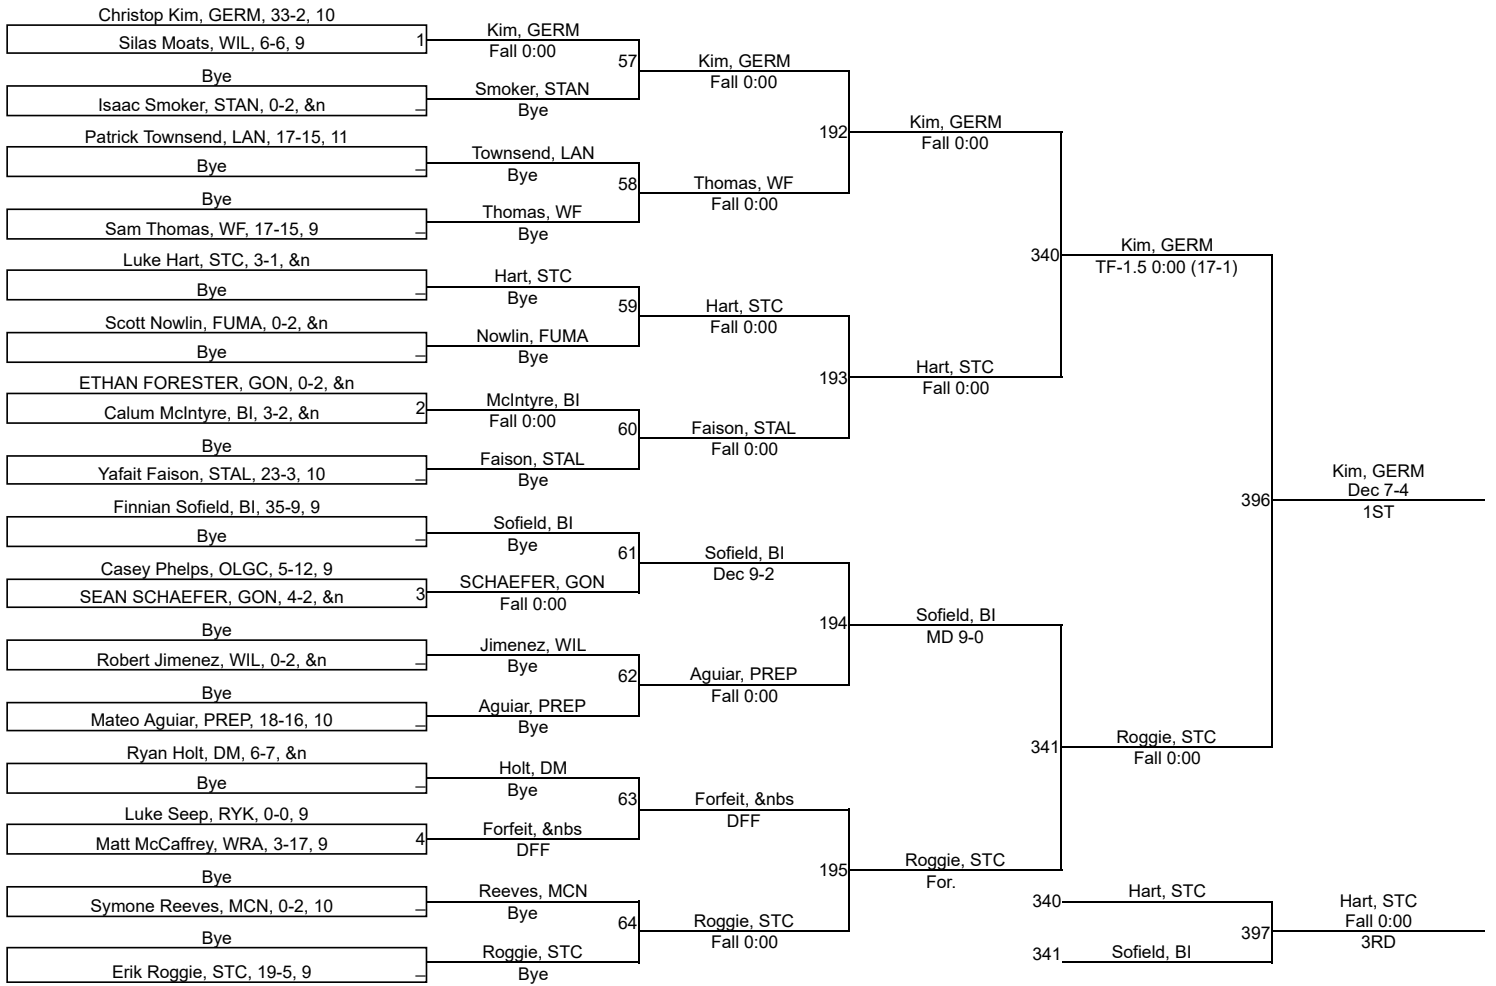 Christop Kim, GERM, 33-2, 10
Silas Moats, WIL, 6-6, 9
1
Bye
Isaac Smoker, STAN, 0-2, &n
_
Patrick Townsend, LAN, 17-15, 11
Bye
_
Bye
Sam Thomas, WF, 17-15, 9
_
Luke Hart, STC, 3-1, &n
Bye
_
Scott Nowlin, FUMA, 0-2, &n
Bye
_
ETHAN FORESTER, GON, 0-2, &n
Calum McIntyre, BI, 3-2, &n
2
Bye
Yafait Faison, STAL, 23-3, 10
_
Finnian Sofield, BI, 35-9, 9
Bye
_
Casey Phelps, OLGC, 5-12, 9
SEAN SCHAEFER, GON, 4-2, &n
3
Bye
Robert Jimenez, WIL, 0-2, &n
_
Bye
Mateo Aguiar, PREP, 18-16, 10
_
Ryan Holt, DM, 6-7, &n
Bye
_
Luke Seep, RYK, 0-0, 9
Matt McCaffrey, WRA, 3-17, 9
4
Bye
Symone Reeves, MCN, 0-2, 10
_
Bye
Erik Roggie, STC, 19-5, 9
_
Kim, GERM
Fall 0:00
57
Smoker, STAN
Bye
Townsend, LAN
Bye
58
Thomas, WF
Bye
Hart, STC
Bye
59
Nowlin, FUMA
Bye
McIntyre, BI
Fall 0:00
60
Faison, STAL
Bye
Sofield, BI
Bye
61
SCHAEFER, GON
Fall 0:00
Jimenez, WIL
Bye
62
Aguiar, PREP
Bye
Holt, DM
Bye
63
Forfeit, &nbs
DFF
Reeves, MCN
Bye
64
Roggie, STC
Bye
Kim, GERM
Fall 0:00
192
Thomas, WF
Fall 0:00
Hart, STC
Fall 0:00
193
Faison, STAL
Fall 0:00
Sofield, BI
Dec 9-2
194
Aguiar, PREP
Fall 0:00
Forfeit, &nbs
DFF
195
Roggie, STC
Fall 0:00
Kim, GERM
Fall 0:00
340
Hart, STC
Fall 0:00
Sofield, BI
MD 9-0
341
Roggie, STC
For.
Kim, GERM
TF-1.5 0:00 (17-1)
396
Roggie, STC
Fall 0:00
Kim, GERM
Dec 7-4
1ST
340
Hart, STC
397
341
Sofield, BI
Hart, STC
Fall 0:00
3RD